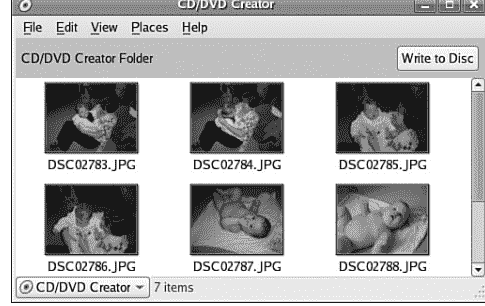 CD/DVD Creator
File Edit View Places Help
CD/DVD Creator Folder Write to Disc
DSC02783.JPG DSC02784.JPG DSC02785.JPG
DSC02786.JPG DSC02787.JPG DSC02788.JPG
CD/DVD Creator 7 items